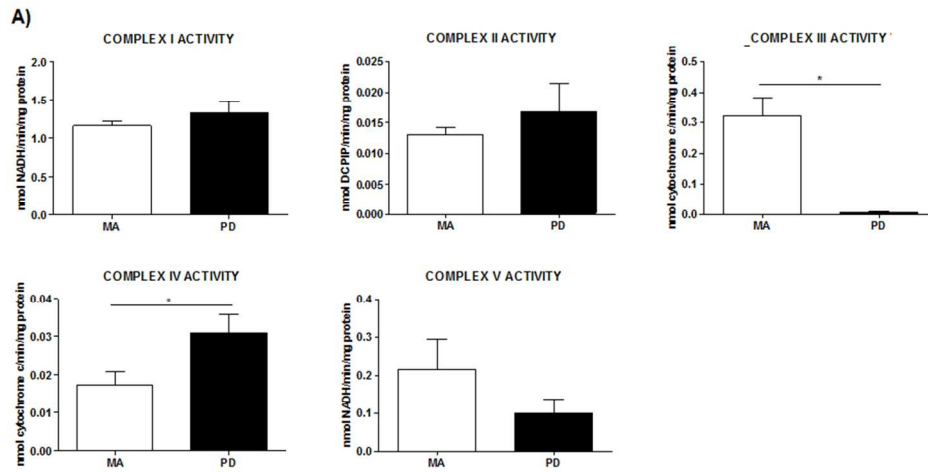 A)
COMPLEX I ACTIVITY
nmol NADH/min/mg protein
2.0
1.5
1.0
0.5
0.0
MA
PD
COMPLEX II ACTIVITY
nmol DCPIP/min/mg protein
0.025
0.020
0.015
0.010
0.005
0.000
MA
PD
_COMPLEX III ACTIVITY
nmol cytochrome c/min/mg protein
0.5
0.4
0.3
0.2
0.1
0.0
*
MA
PD
COMPLEX IV ACTIVITY
nmol cytochrome c/min/mg protein
0.04
0.03
0.02
0.01
0.00
*
MA
PD
COMPLEX V ACTIVITY
nmol NADH/min/mg protein
0.4
0.3
0.2
0.1
0.0
MA
PD